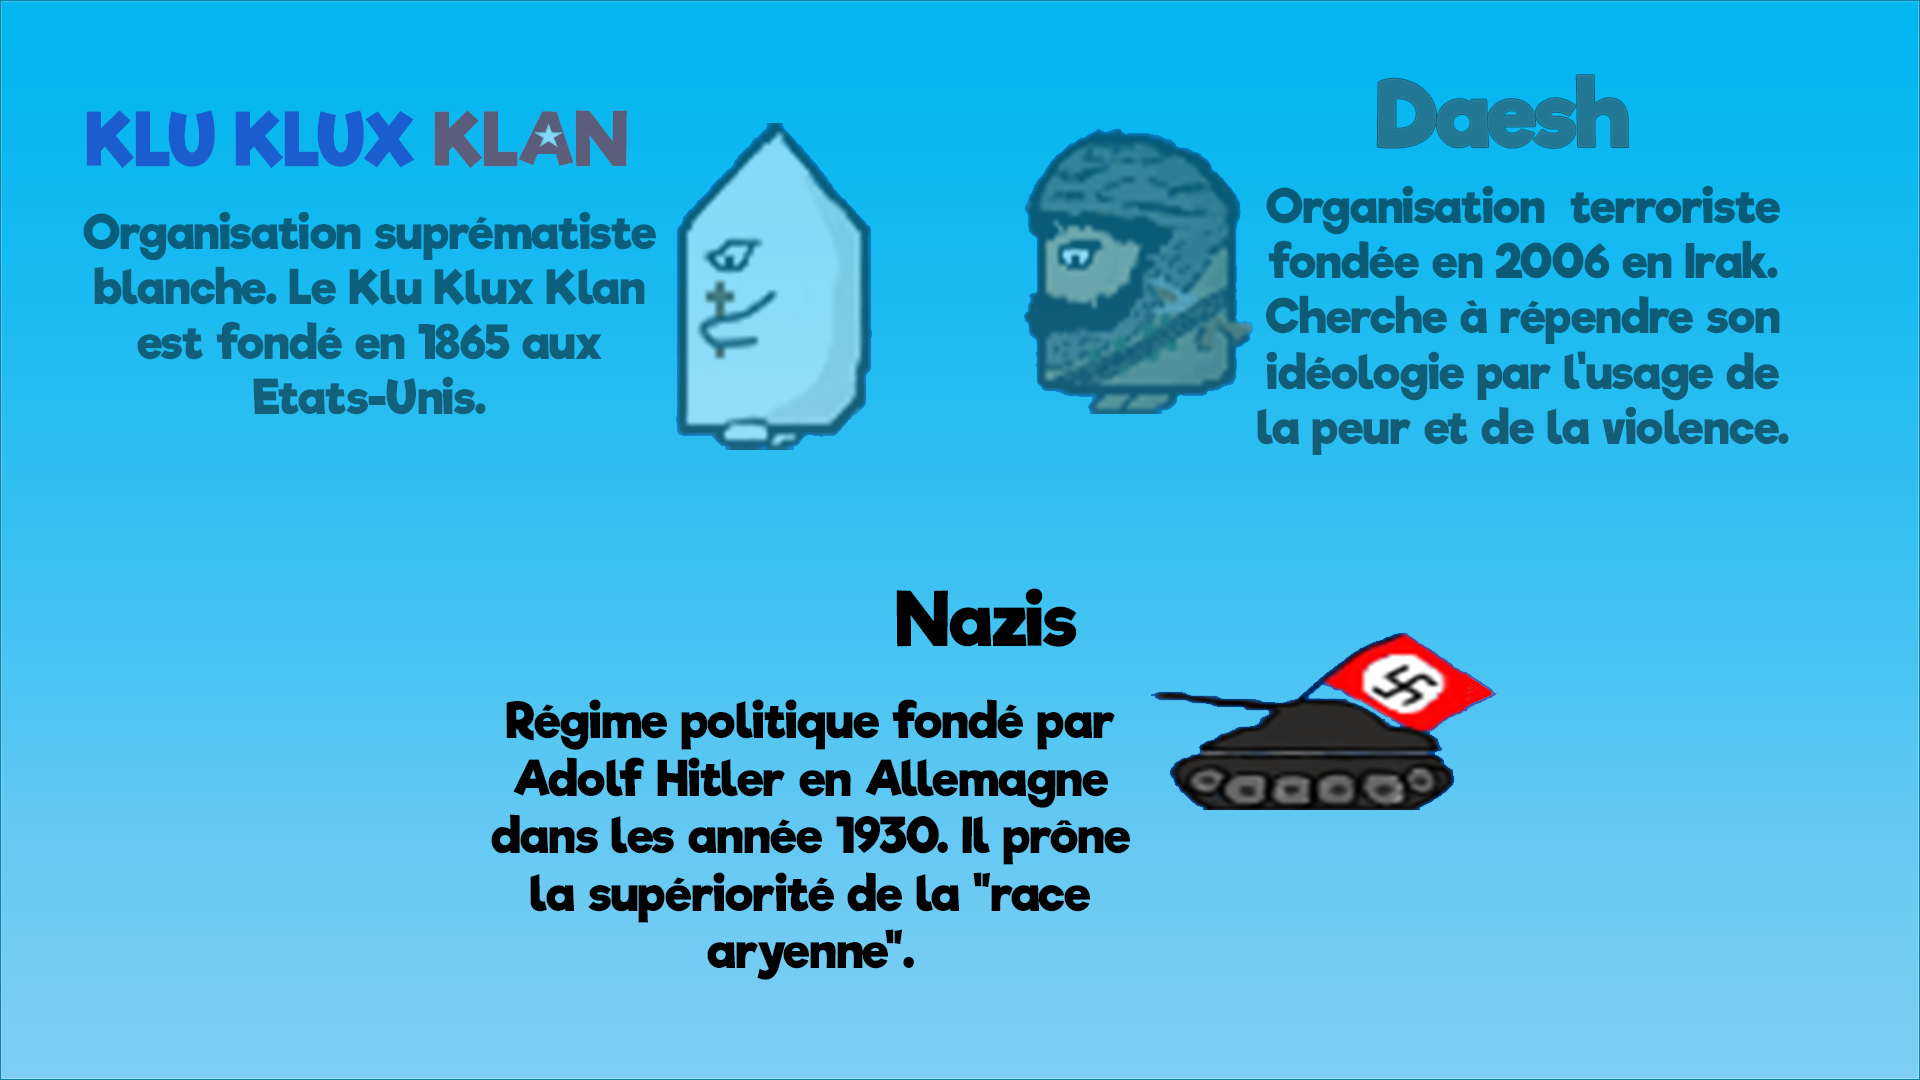 KLU KLUX KLAN
Organisation suprématiste
blanche. Le Klu Klux Klan
est fondé en 1865 aux
Etats-Unis.
Daesh
Organisation terroriste
fondée en 2006 en Irak.
Cherche à répendre son
idéologie par l'usage de
la peur et de la violence.
Nazis
Régime politique fondé par
Adolf Hitler en Allemagne
dans les année 1930. Il prône
la supériorité de la "race
aryenne".